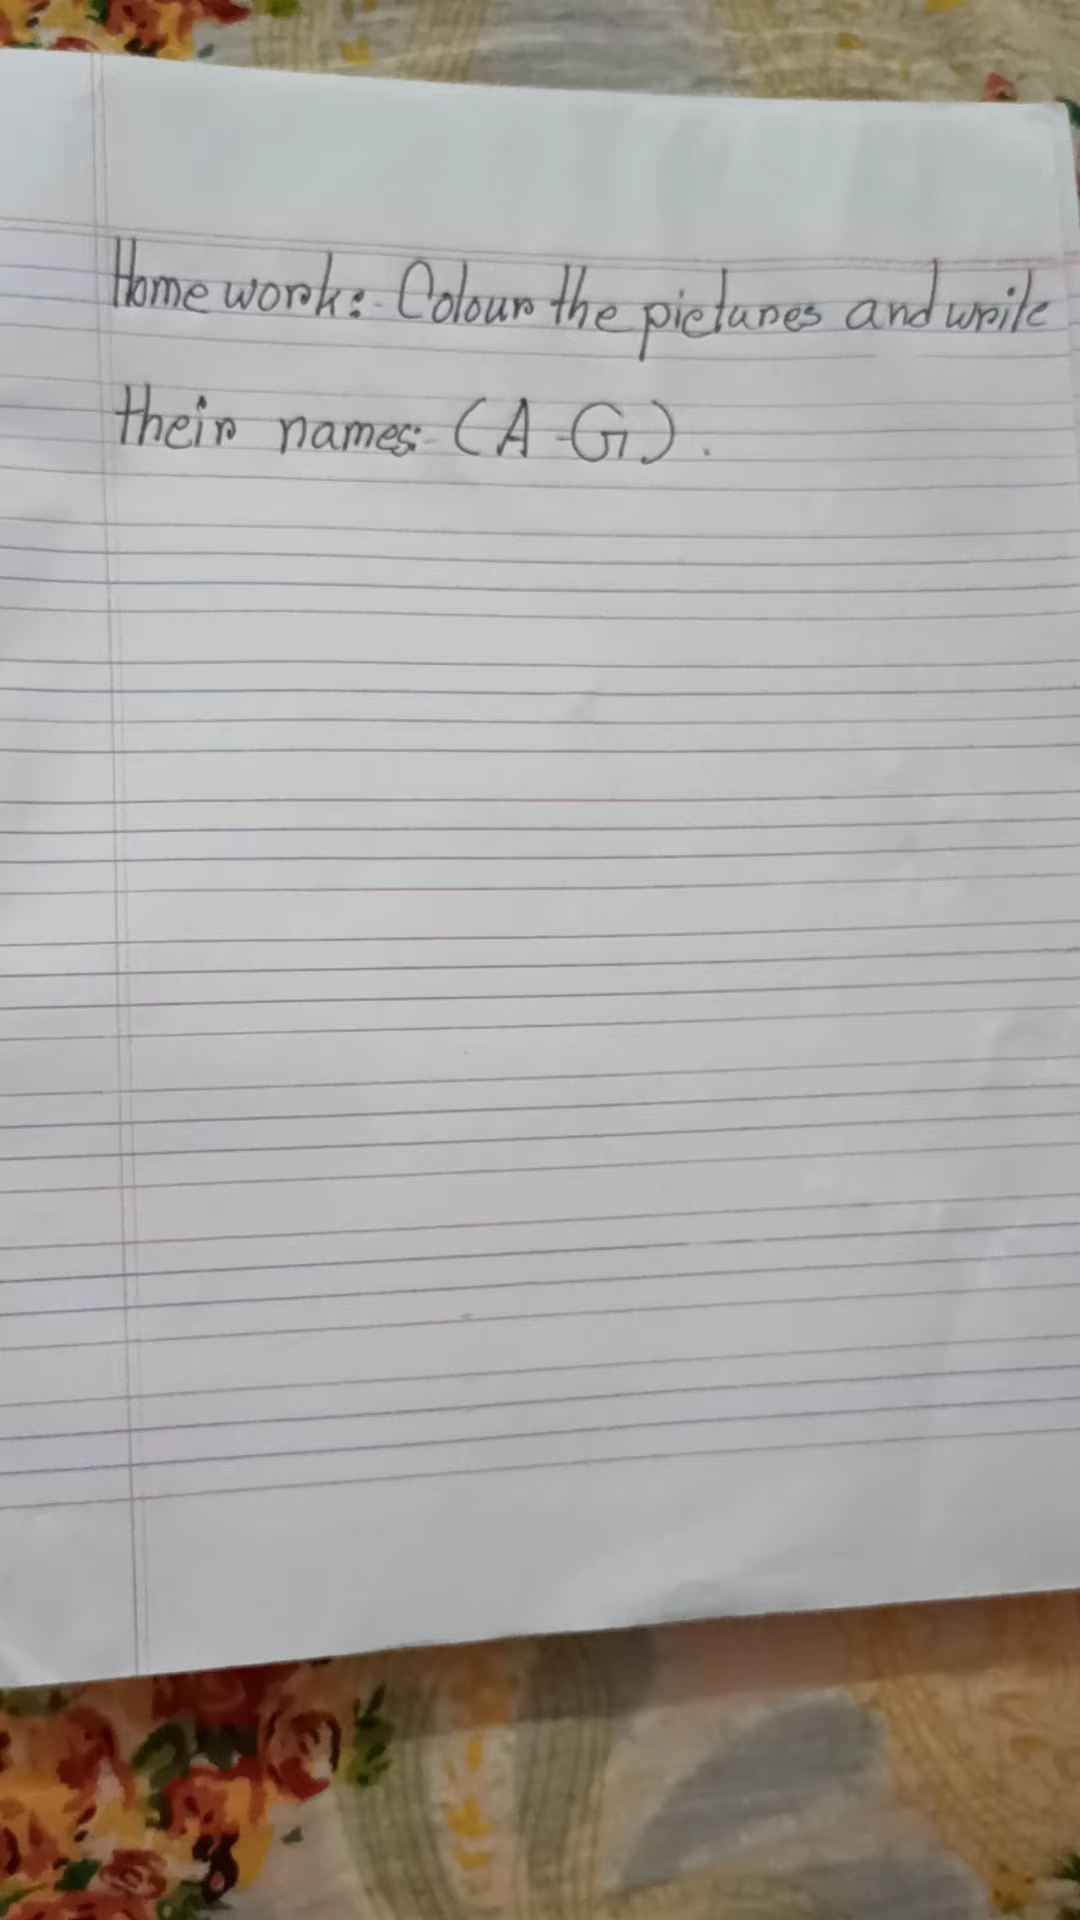 Home work:- Colour the pictures and write
their names:- (A-G).